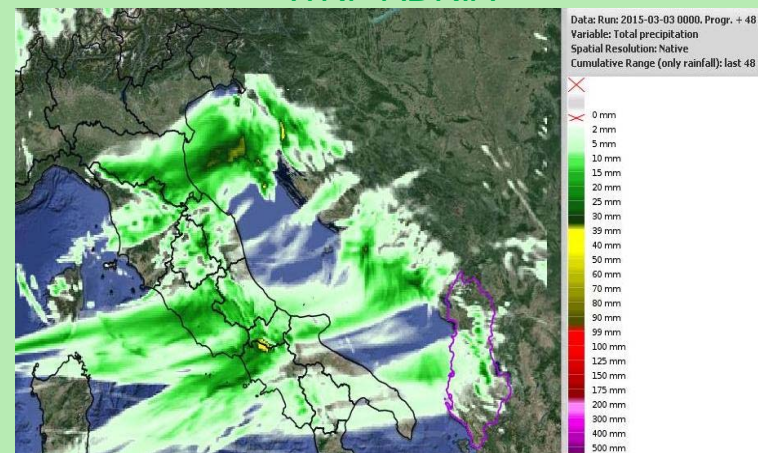 Data: Run: 2015-03-03 0000. Progr. + 48
Variable: Total precipitation
Spatial Resolution: Native
Cumulative Range (only rainfall): last 48
0 mm
2 mm
5 mm
10 mm
15 mm
20 mm
25 mm
30 mm
39 mm
40 mm
50 mm
60 mm
70 mm
80 mm
90 mm
99 mm
100 mm
125 mm
150 mm
175 mm
200 mm
300 mm
400 mm
500 mm